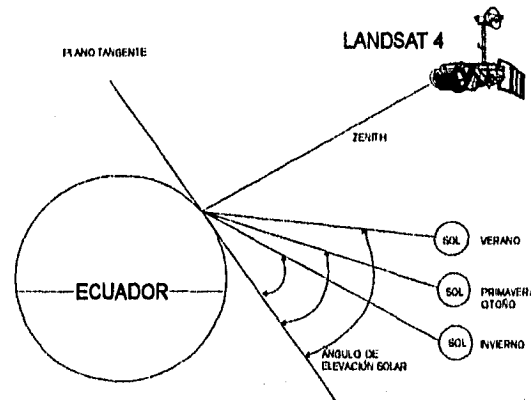 LANDSAT 4
PLANO TANGENTE
ZENITH
SOL VERANO
ECUADOR
SOL PRIMAVERA
OTOÑO
SOL INVIERNO
ÁNGULO DE
ELEVACIÓN SOLAR